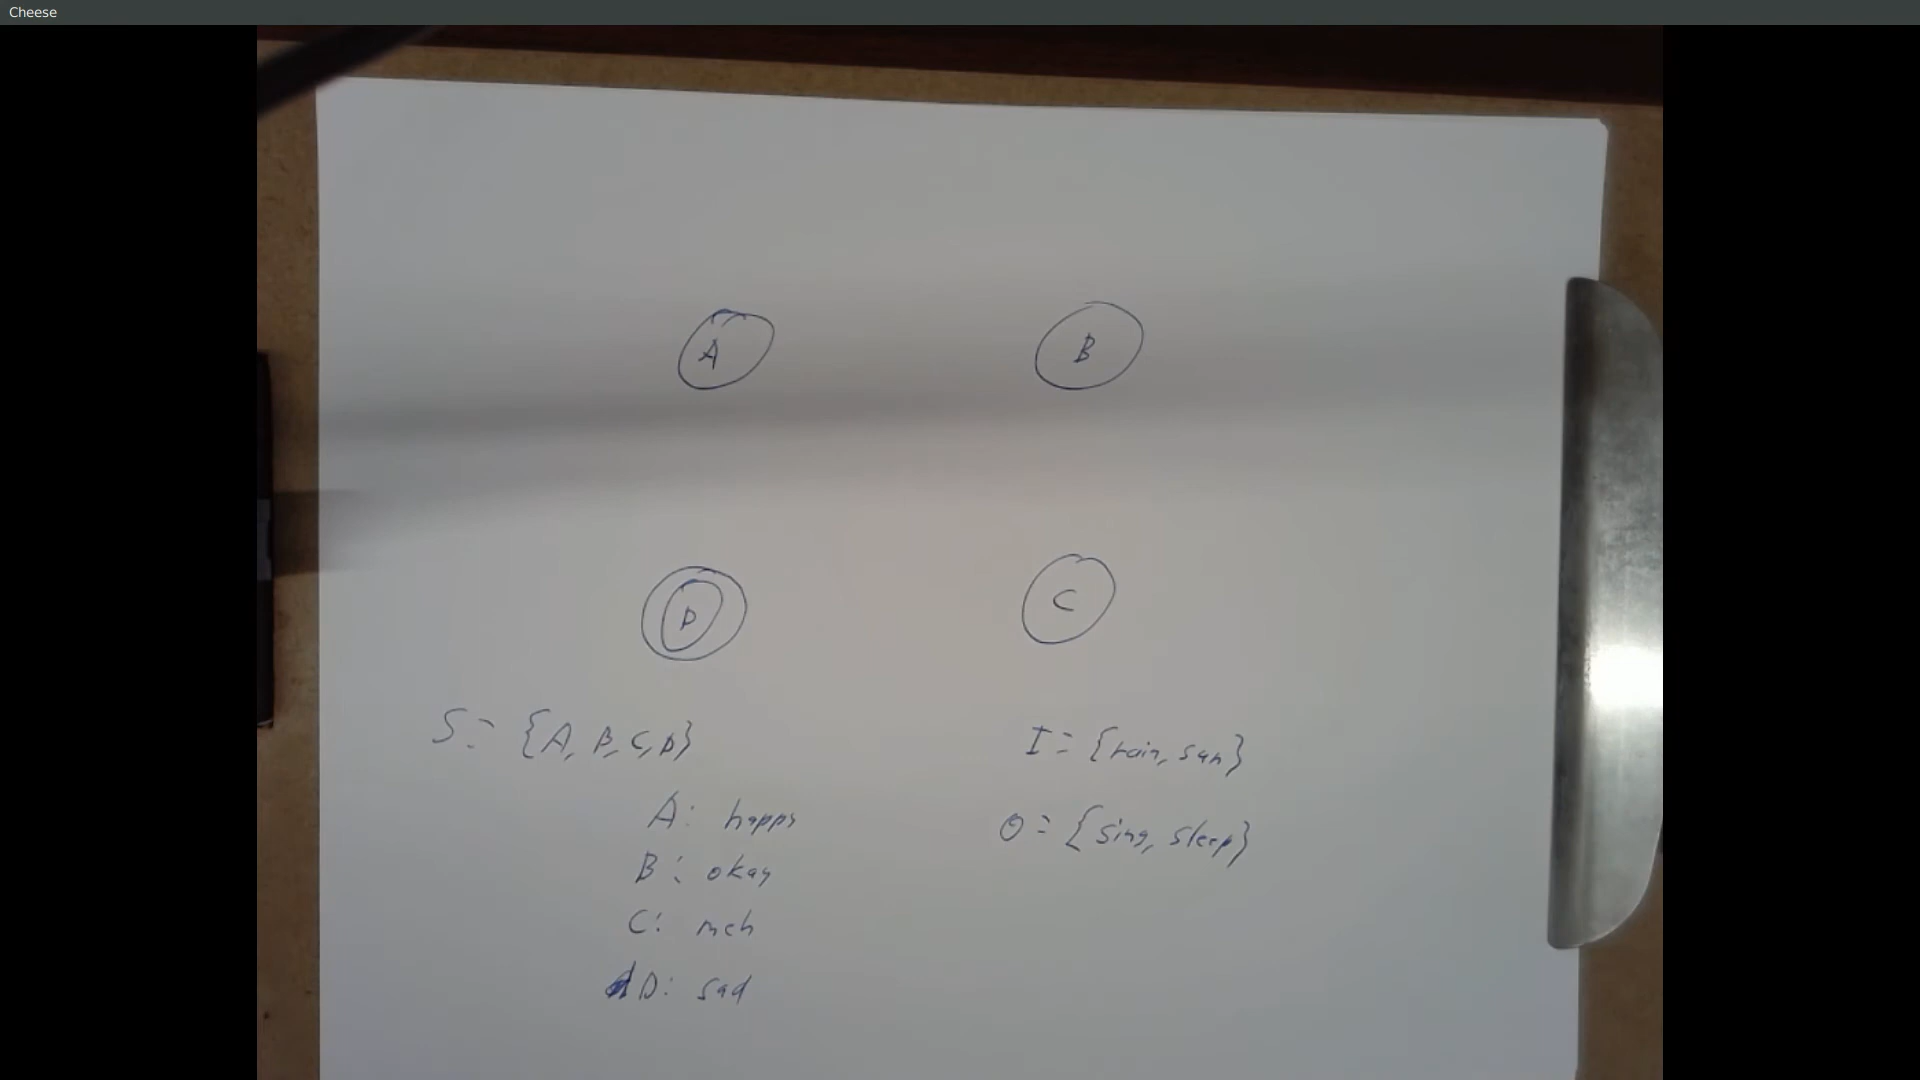 Cheese
A
B
D
C
S = {A, B, C, D}
I = {rain, sun}
A: happy
O = {sing, sleep}
B: okay
C: meh
D: sad